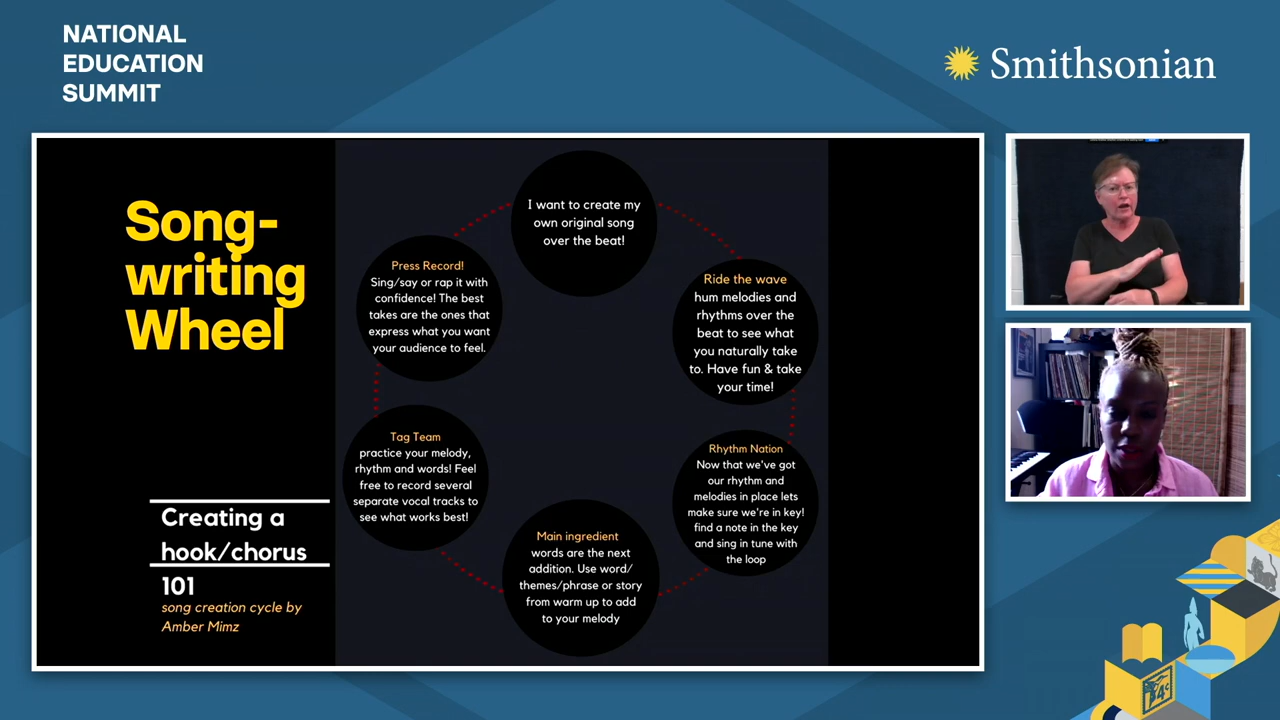 NATIONAL
EDUCATION
SUMMIT
Smithsonian
Song-
writing
Wheel
Creating a
hook/chorus
101
song creation cycle by
Amber Mimz
I want to create my
own original song
over the beat!
Ride the wave
hum melodies and
rhythms over the
beat to see what
you naturally take
to. Have fun & take
your time!
Rhythm Nation
Now that we've got
our rhythm and
melodies in place lets
make sure we're in key!
find a note in the key
and sing in tune with
the loop
Main ingredient
words are the next
addition. Use word/
themes/phrase or story
from warm up to add
to your melody
Tag Team
practice your melody,
rhythm and words! Feel
free to record several
separate vocal tracks to
see what works best!
Press Record!
Sing/say or rap it with
confidence! The best
takes are the ones that
express what you want
your audience to feel.